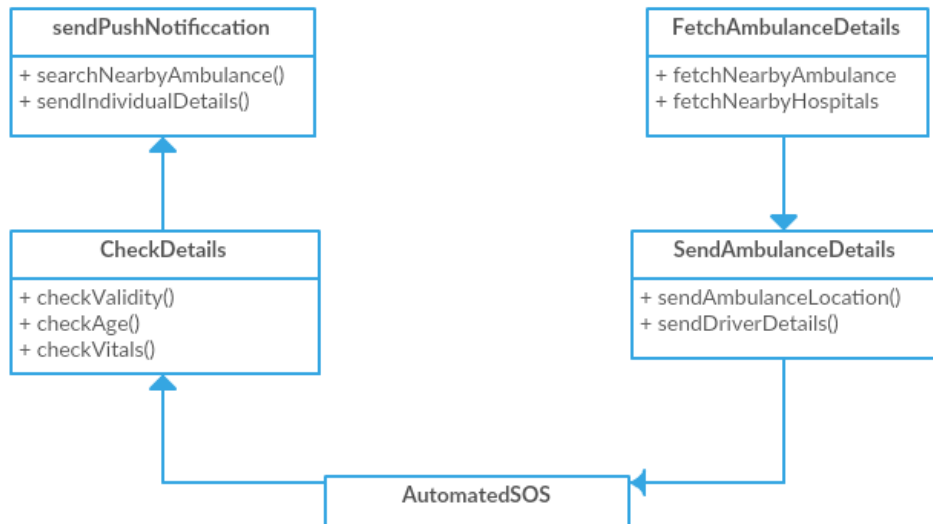 sendPushNotificcation
+ searchNearbyAmbulance()
+ sendIndividualDetails()
FetchAmbulanceDetails
+ fetchNearbyAmbulance
+ fetchNearbyHospitals
CheckDetails
+ checkValidity()
+ checkAge()
+ checkVitals()
SendAmbulanceDetails
+ sendAmbulanceLocation()
+ sendDriverDetails()
AutomatedSOS